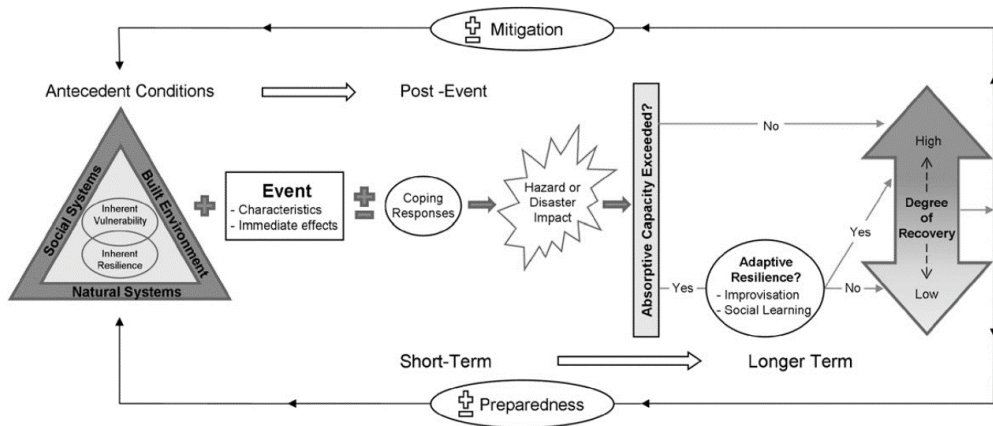 ± Mitigation
Antecedent Conditions
Post -Event
Social Systems
Built Environment
Natural Systems
Inherent
Vulnerability
Inherent
Resilience
+
Event
- Characteristics
- Immediate effects
±
Coping
Responses
Hazard or
Disaster
Impact
Absorptive Capacity Exceeded?
No
Yes
Adaptive
Resilience?
- Improvisation
- Social Learning
Yes
No
High
Degree of
Recovery
Low
Short-Term
Longer Term
± Preparedness